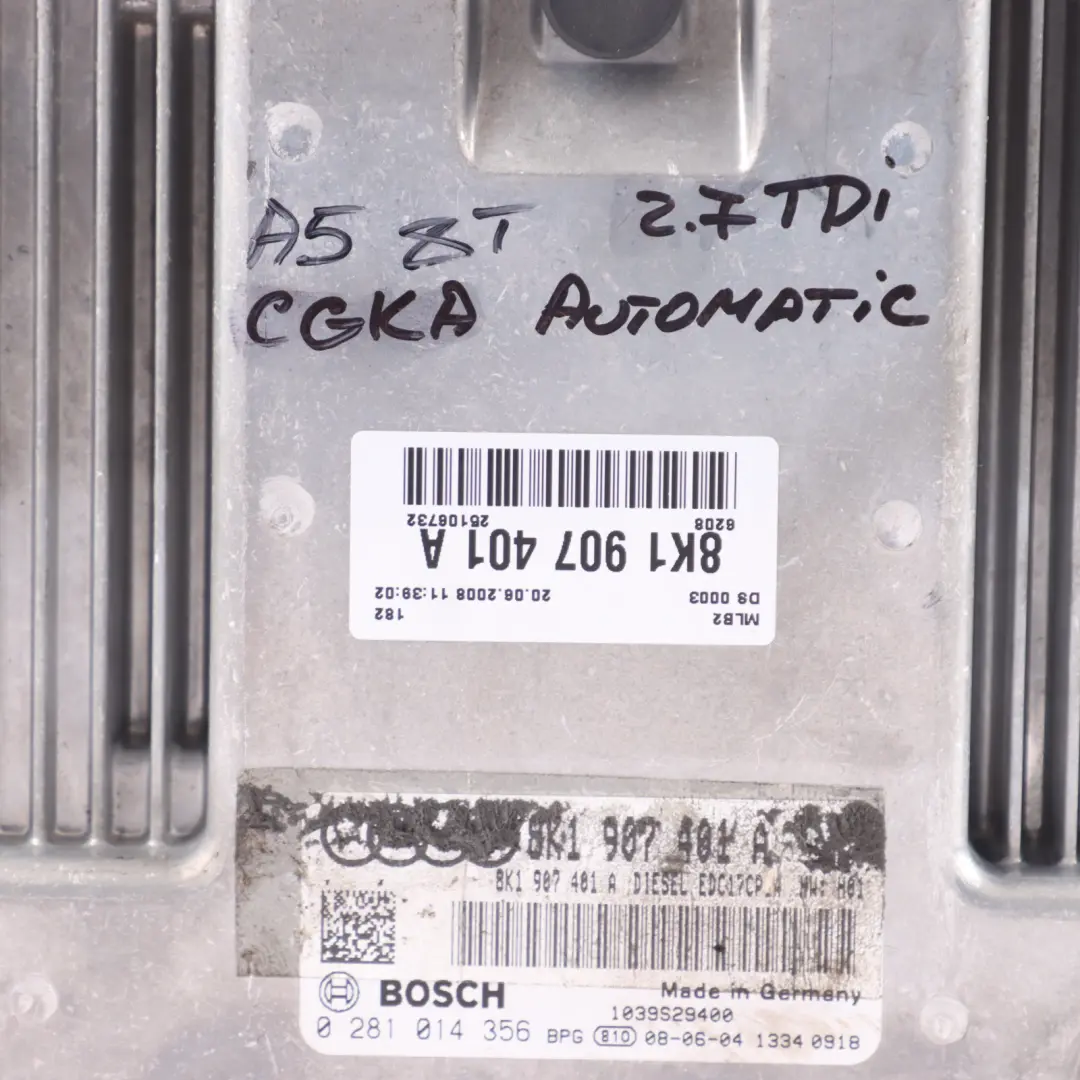 A5 8T 2.7TDi
CGKA AUTOMATiC
MLB2 182
DS 0003 20.06.2008 11:39:02
8K1 907 401 A
6208 25106732
8K1 907 401 A
8K1 907 401 A DIESEL EDC17CP A HW: H01
BOSCH Made in Germany
1039S29400
0 281 014 356 BPG 810 08-06-04 1334 0918